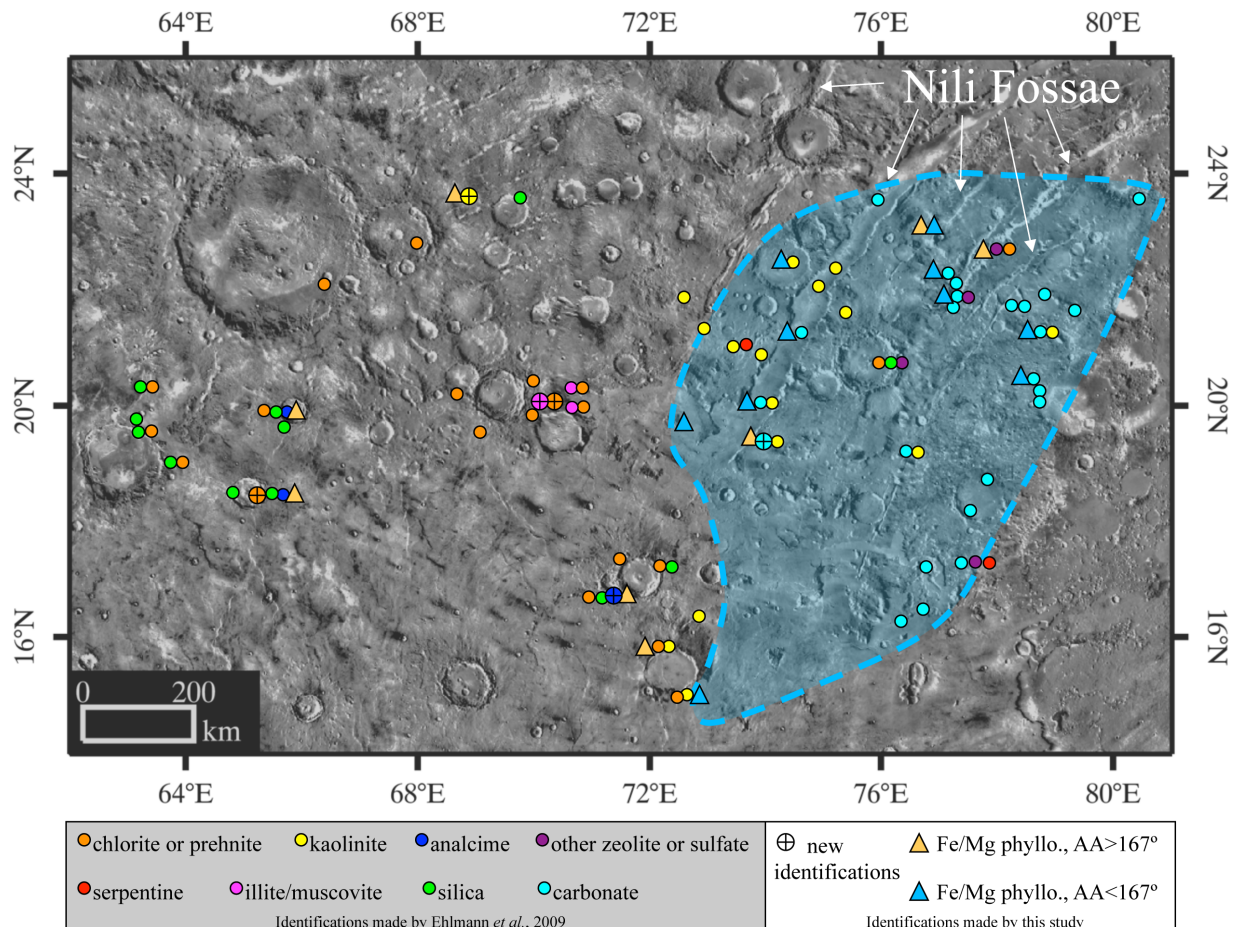 64°E 68°E 72°E 76°E 80°E
Nili Fossae
24°N 24°N
20°N 20°N
16°N 16°N
0 200
km
64°E 68°E 72°E 76°E 80°E
chlorite or prehnite kaolinite analcime other zeolite or sulfate
serpentine illite/muscovite silica carbonate
Identifications made by Ehlmann et al., 2009
new Fe/Mg phyllo., AA>167º
identifications
Fe/Mg phyllo., AA<167º
Identifications made by this study